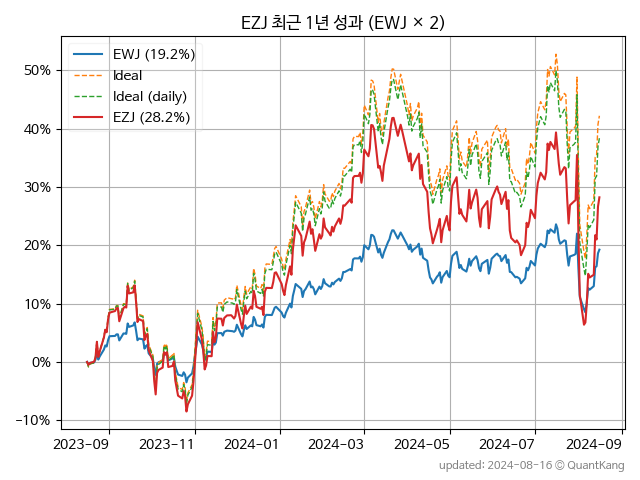 EZJ 최근 1년 성과 (EWJ × 2)
EWJ (19.2%)
Ideal
Ideal (daily)
EZJ (28.2%)
50%
40%
30%
20%
10%
0%
−10%
2023−09
2023−11
2024−01
2024−03
2024−05
2024−07
2024−09
updated: 2024-08-16 © QuantKang